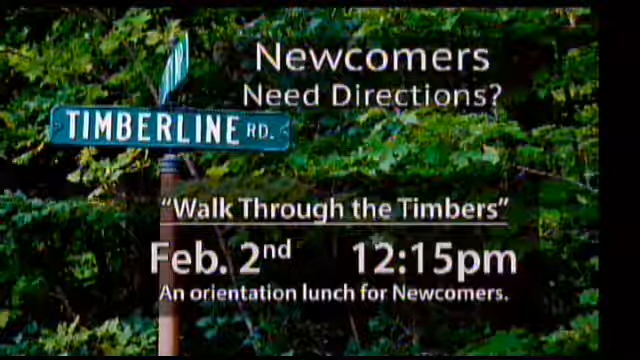 Newcomers
Need Directions?
TIMBERLINE RD.
“Walk Through the Timbers”
Feb. 2nd 12:15pm
An orientation lunch for Newcomers.